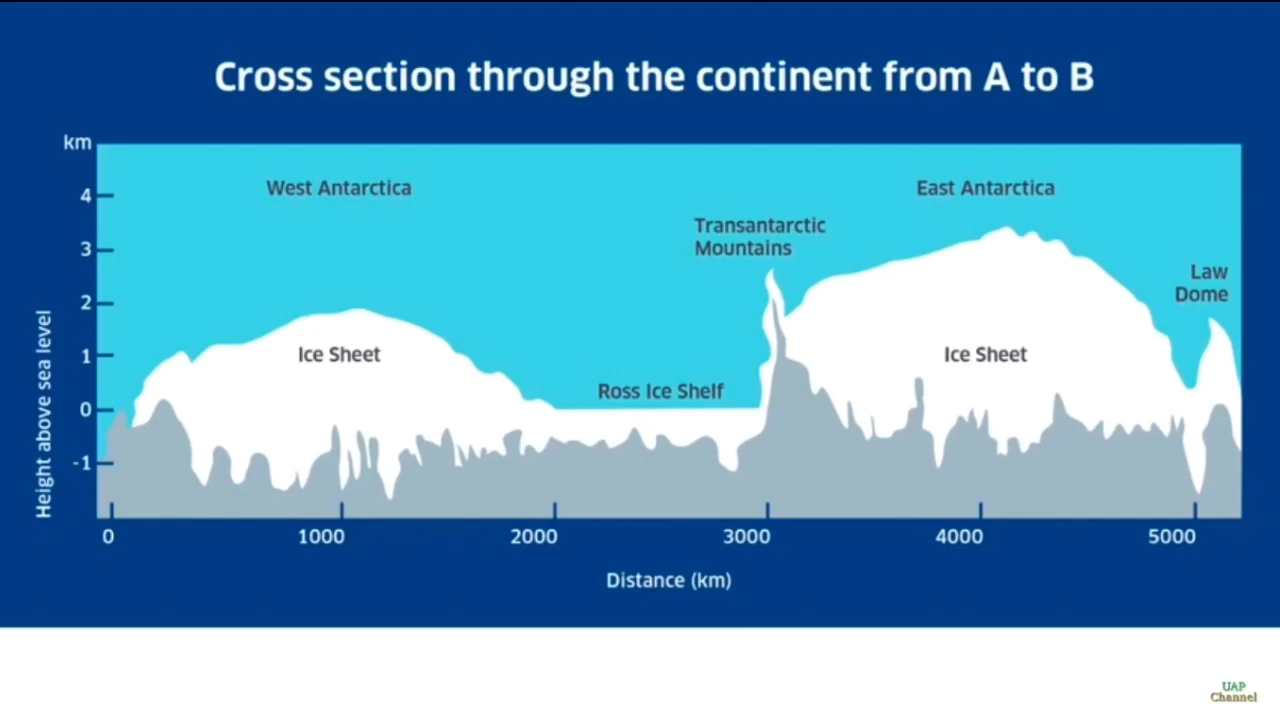 Cross section through the continent from A to B
km
4
3
2
1
0
-1
Height above sea level
West Antarctica
East Antarctica
Transantarctic
Mountains
Law
Dome
Ice Sheet
Ice Sheet
Ross Ice Shelf
0 1000 2000 3000 4000 5000
Distance (km)
UAP
Channel